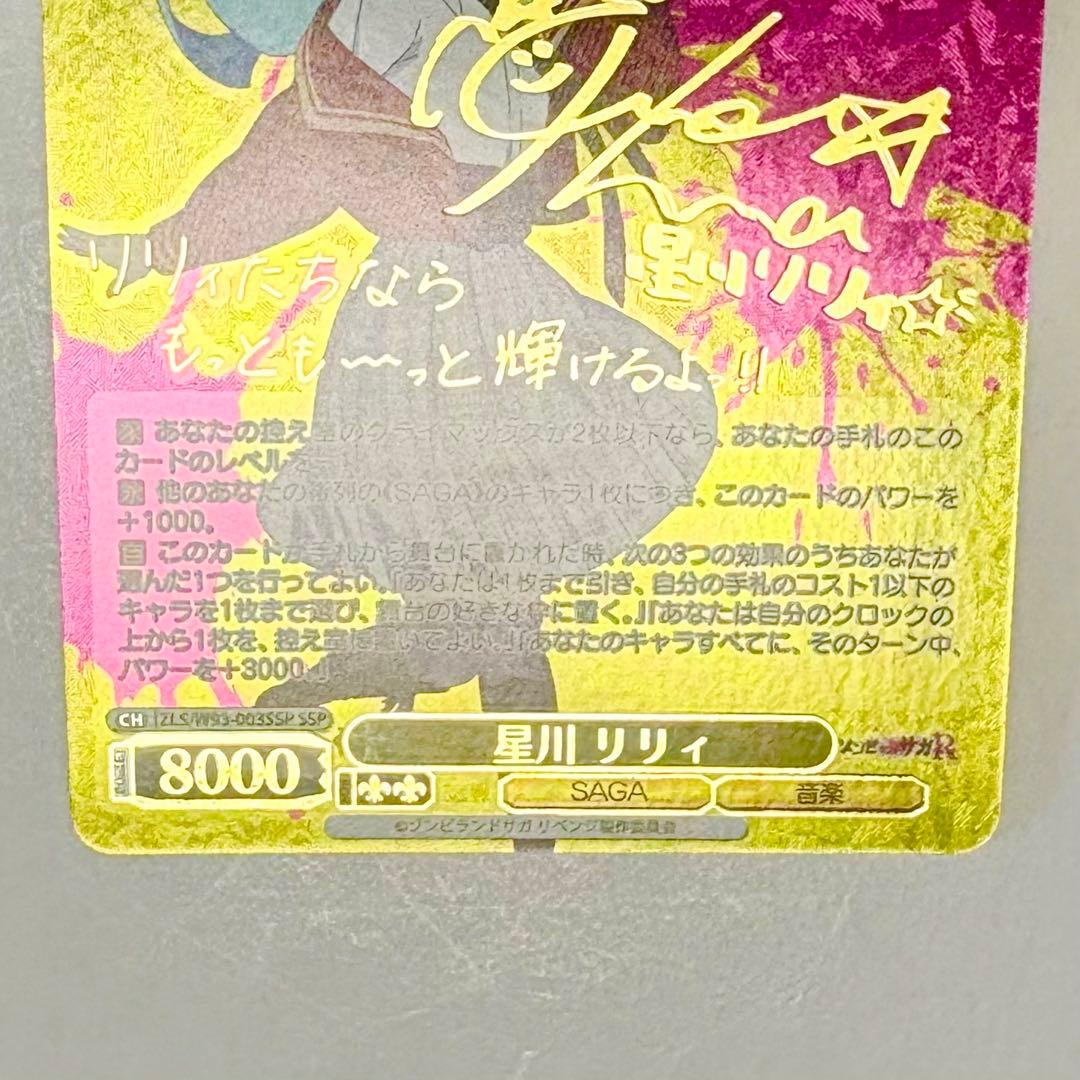 リリィたちなら
もっとも〜っと輝けるよっ!!
星川リリィ
永 あなたの控え室のクライマックスが2枚以下なら、あなたの手札のこの
カードのレベルを
永 他のあなたの後列の《SAGA》のキャラ1枚につき、このカードのパワーを
+1000。
自 このカードが手札から舞台に置かれた時、次の3つの効果のうちあなたが
選んだ1つを行ってよい。『あなたは1枚まで引き、自分の手札のコスト1以下の
キャラを1枚まで選び、舞台の好きな枠に置く。』『あなたは自分のクロックの
上から1枚を、控え室に置いてよい。』『あなたのキャラすべてに、そのターン中、
パワーを+3000。』
CH ZLS/W93-003SSP SSP
8000
星川 リリィ
ゾンビランドサガR
SAGA
音楽
©ゾンビランドサガ リベンジ製作委員会